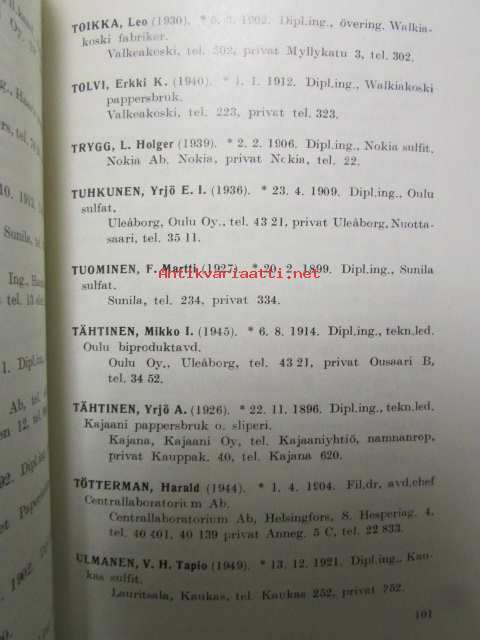 TOIKKA, Leo (1930). * 1902. Dipl.ing., övering. Walkia-
koski fabriker.
Valkeakoski, tel. 302, privat Myllykatu 3, tel. 302.
TOLVI, Erkki K. (1940). * 4. 1. 1912. Dipl.ing., Walkiakoski
pappersbruk.
Valkeakoski, tel. 223, privat tel. 323.
TRYGG, L. Holger (1939). * 2. 2. 1906. Dipl.ing., Nokia sulfit.
Nokia Ab. Nokia, privat Nokia, tel. 22.
TUHKUNEN, Yrjö E. I. (1936). * 23. 4. 1909. Dipl.ing., Oulu
sulfat.
Uleåborg, Oulu Oy., tel. 43 21, privat Uleåborg, Nuotta-
saari, tel. 35 11.
TUOMINEN, F. Martti (1927). * 20. 2. 1899. Dipl.ing., Sunila
sulfat.
Sunila, tel. 234, privat 334.
Antikvariaatti.net
TÄHTINEN, Mikko I. (1945). * 6. 8. 1914. Dipl.ing., tekn.led.
Oulu biproduktavd.
Oulu Oy., Uleåborg, tel. 43 21, privat Ousaari B,
tel. 34 52.
TÄHTINEN, Yrjö A. (1926). * 22. 11. 1896. Dipl.ing., tekn.led.
Kajaani pappersbruk o. sliperi.
Kajana, Kajaani Oy, tel. Kajaaniyhtiö, namnanrop,
privat Kauppak. 40, tel. Kajana 620.
TÖTTERMAN, Harald (1944). * 1. 4. 1904. Fil.dr, avd.chef
Centrallaboratorium Ab.
Centrallaboratorium Ab, Helsingfors, S. Hesperiag. 4,
tel. 40 401, 40 139 privat Anneg. 5 C, tel. 22 833.
ULMANEN, V. H. Tapio (1949). * 13. 12. 1921. Dipl.ing., Kau-
kas sulfit.
Lauritsala, Kaukas, tel. Kaukas 252, privat 252.
101